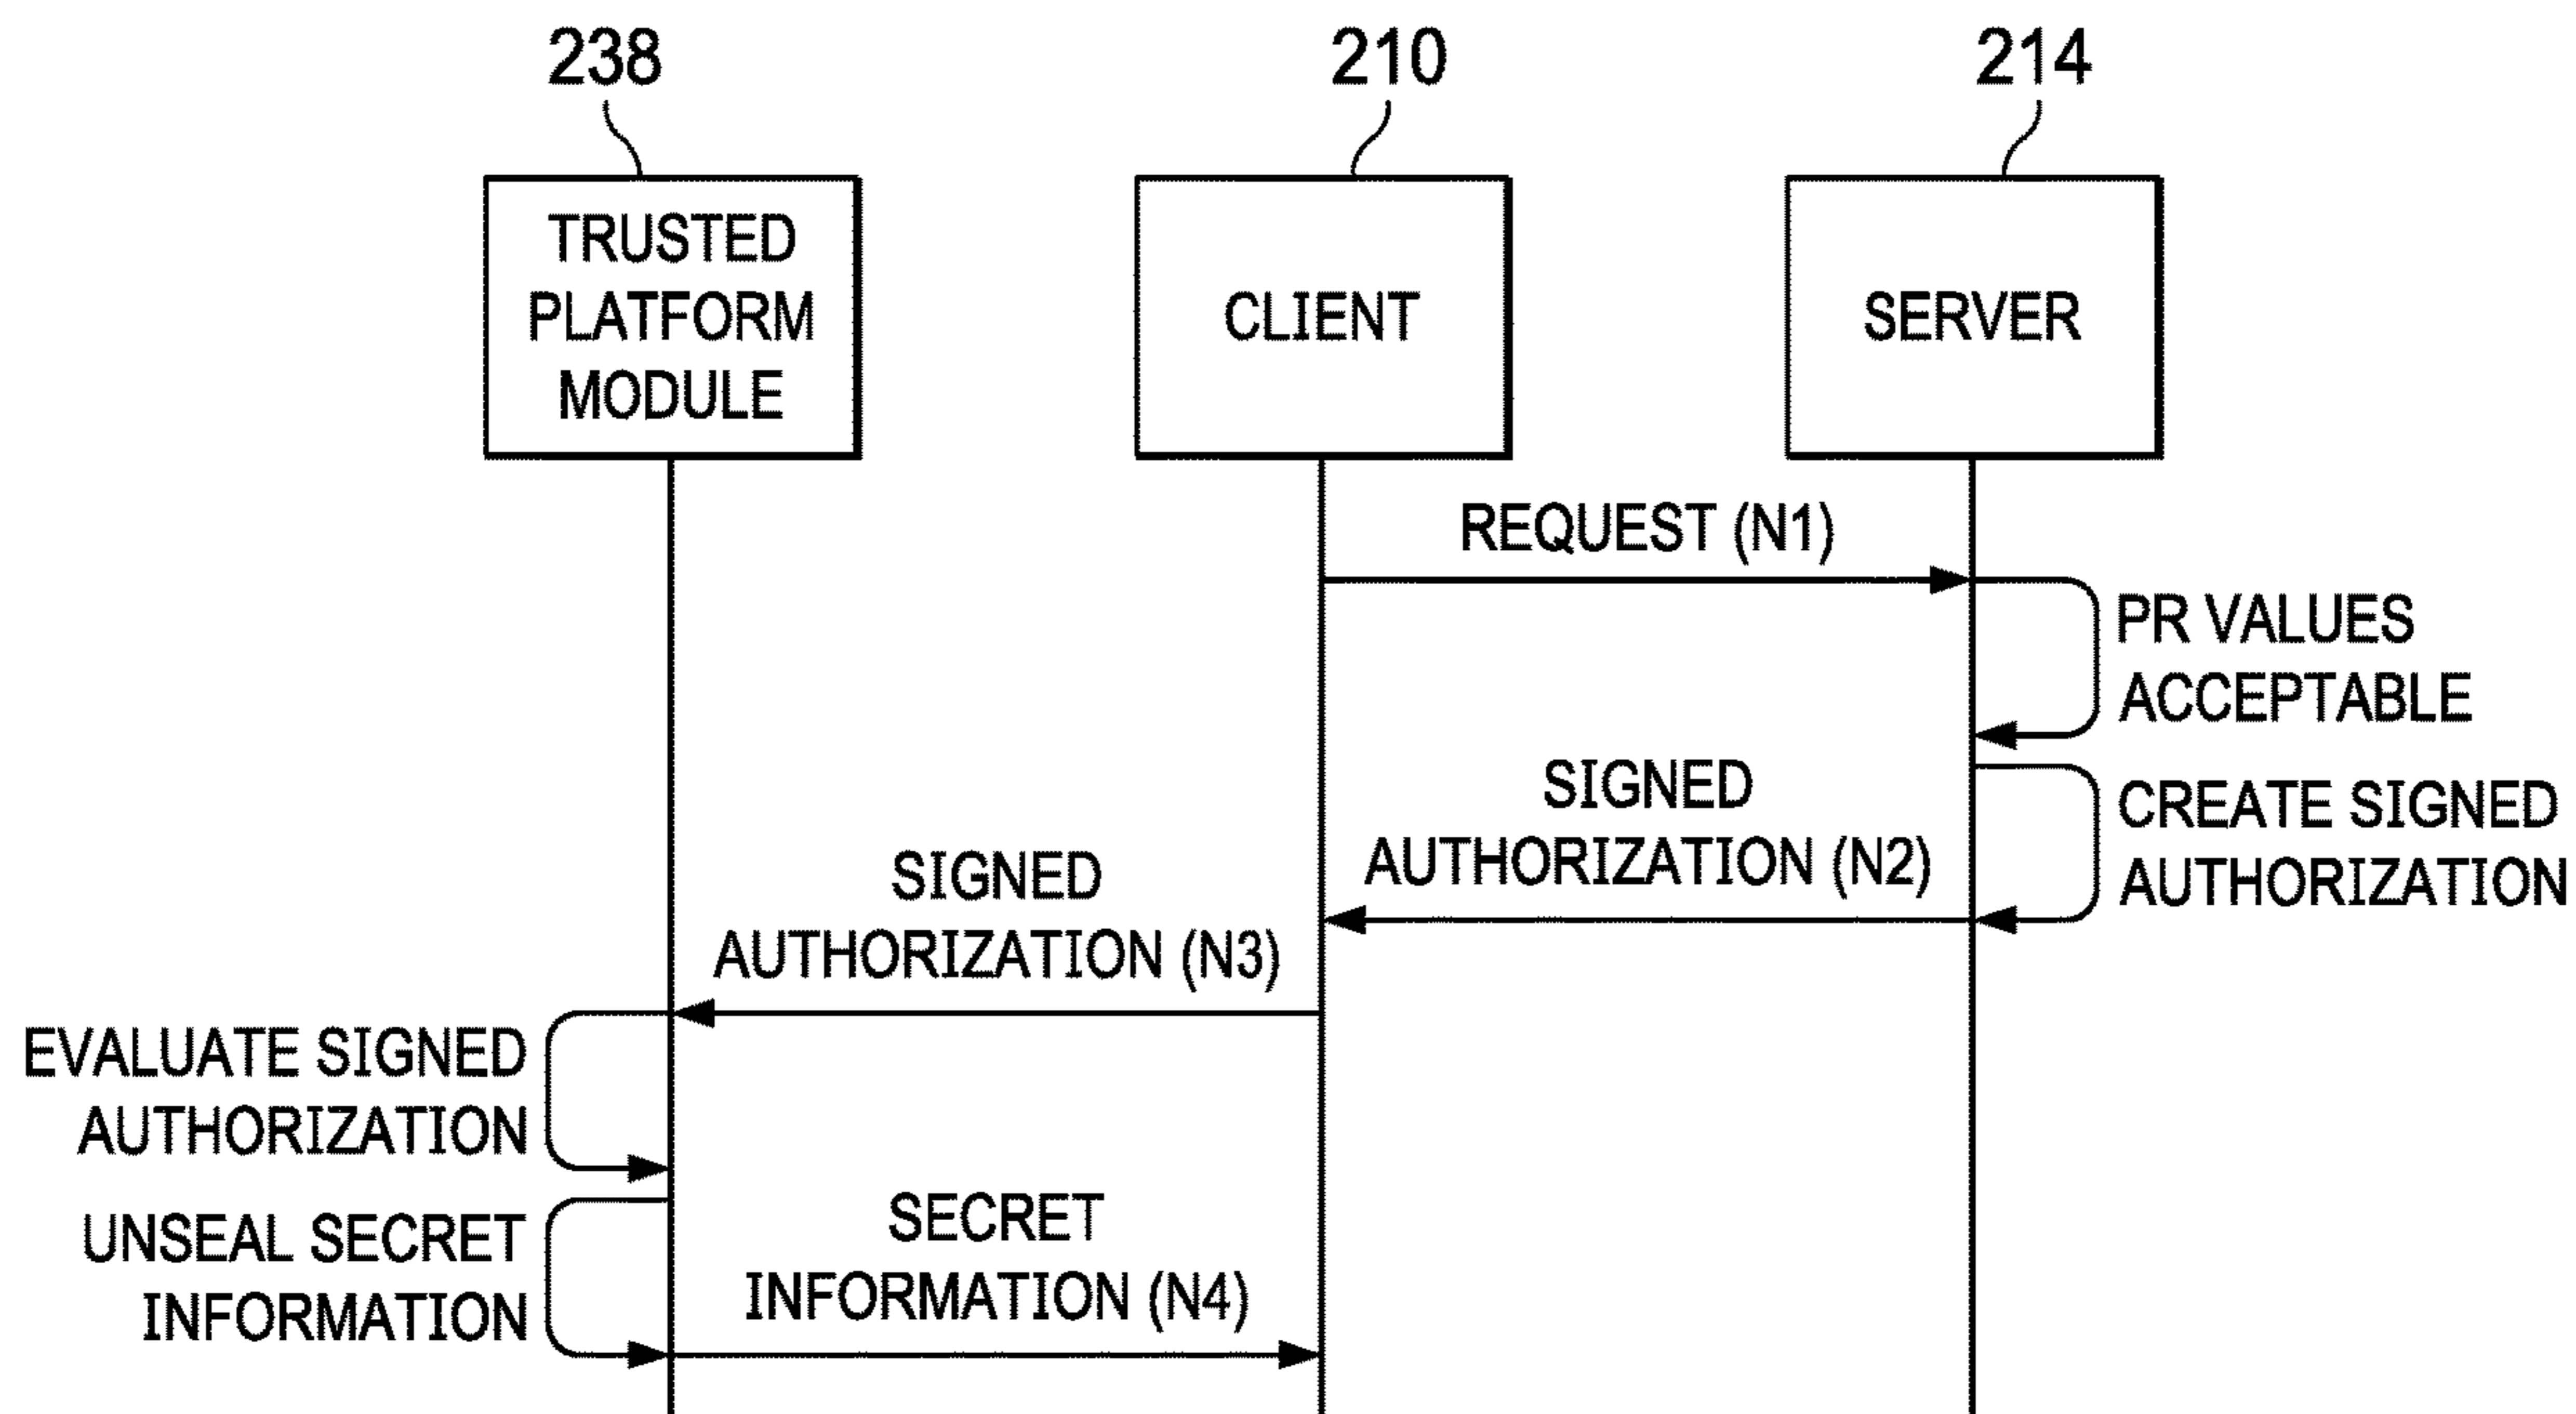 238
210
214
TRUSTED
PLATFORM
MODULE
CLIENT
SERVER
REQUEST (N1)
PR VALUES
ACCEPTABLE
CREATE SIGNED
AUTHORIZATION
SIGNED
AUTHORIZATION (N2)
SIGNED
AUTHORIZATION (N3)
EVALUATE SIGNED
AUTHORIZATION
UNSEAL SECRET
INFORMATION
SECRET
INFORMATION (N4)